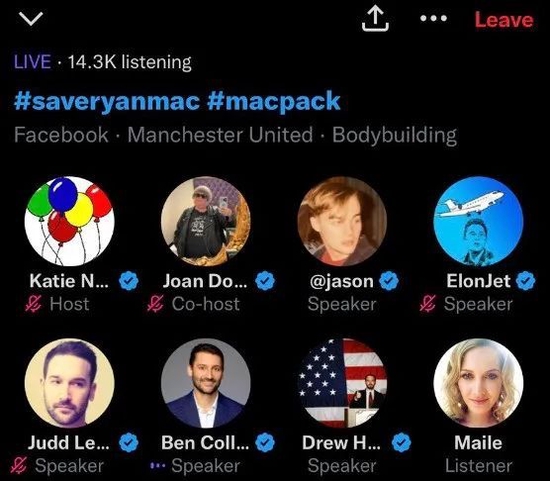 Leave
LIVE · 14.3K listening
#saveryanmac #macpack
Facebook · Manchester United · Bodybuilding
Katie N... Joan Do... @jason ElonJet
Host Co-host Speaker Speaker
Judd Le... Ben Coll... Drew H... Maile
Speaker Speaker Speaker Listener